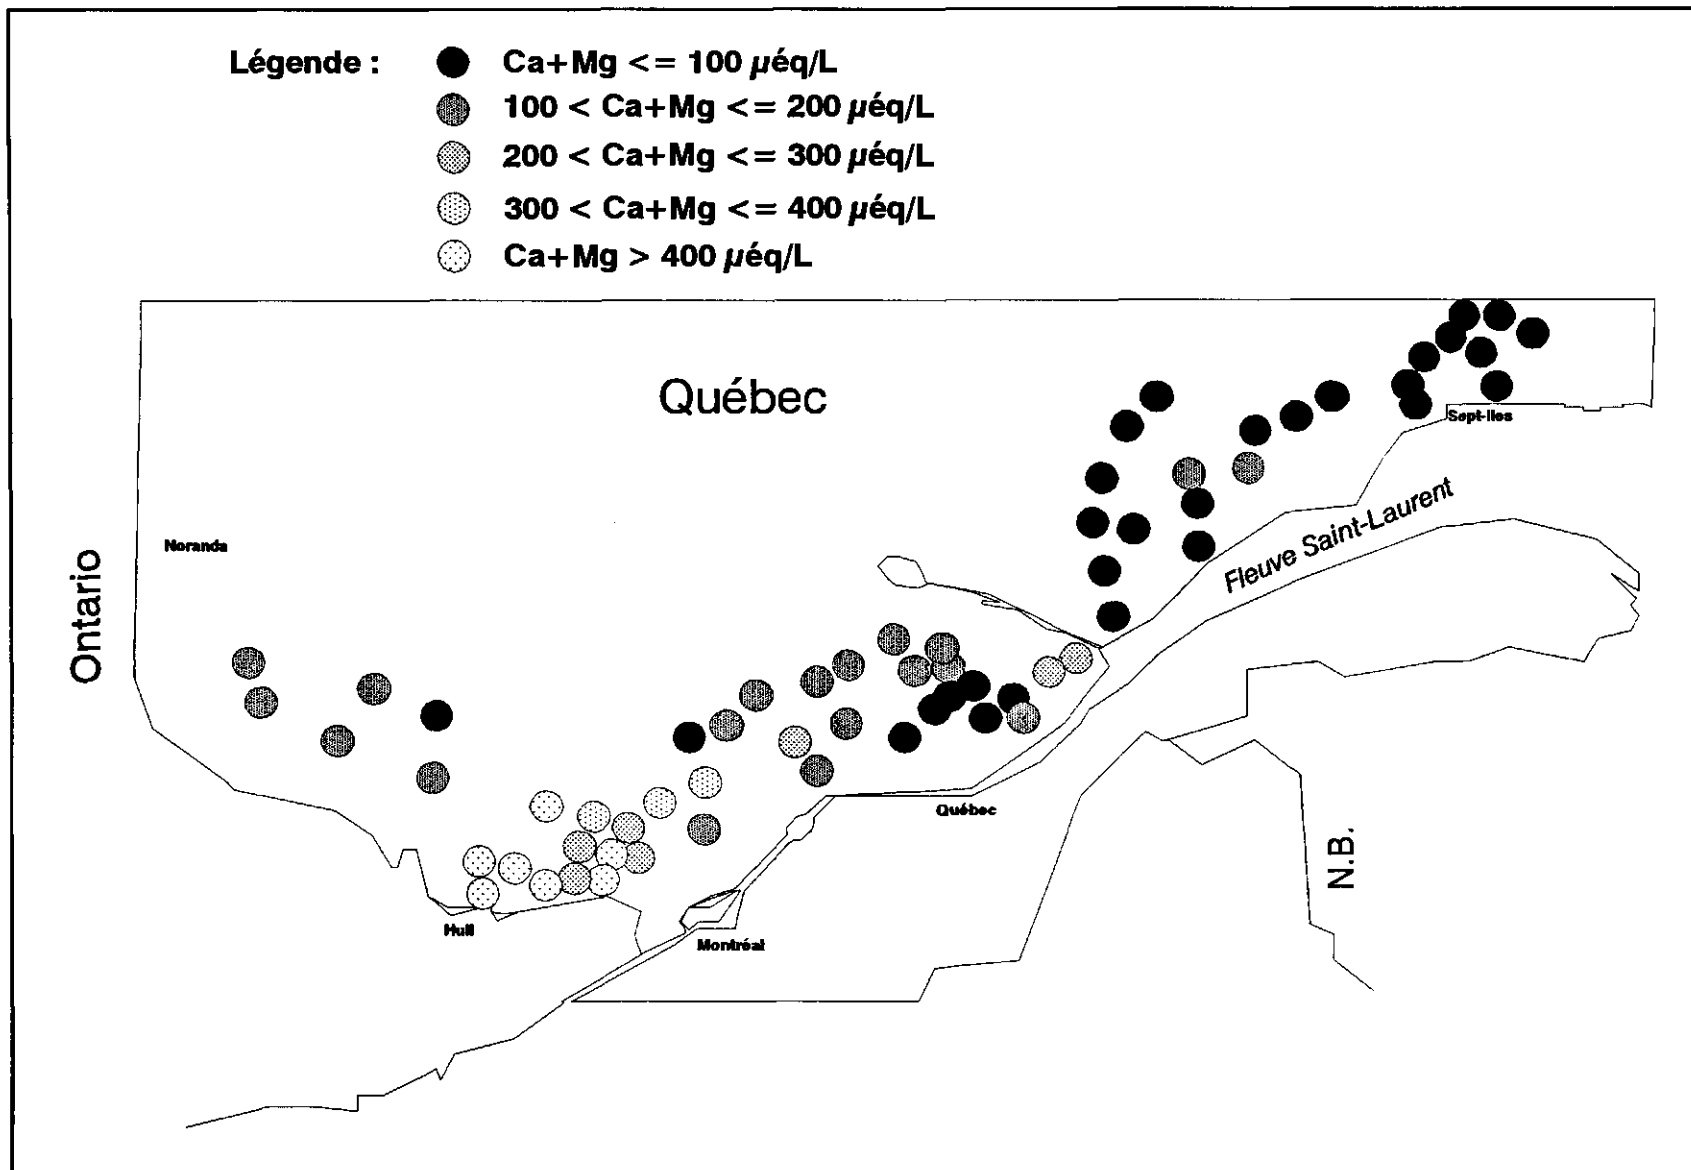 Légende :
Ca+Mg <= 100 µéq/L
100 < Ca+Mg <= 200 µéq/L
200 < Ca+Mg <= 300 µéq/L
300 < Ca+Mg <= 400 µéq/L
Ca+Mg > 400 µéq/L
Québec
Sept-Iles
Fleuve Saint-Laurent
Noranda
Ontario
Québec
N.B.
Hull
Montréal